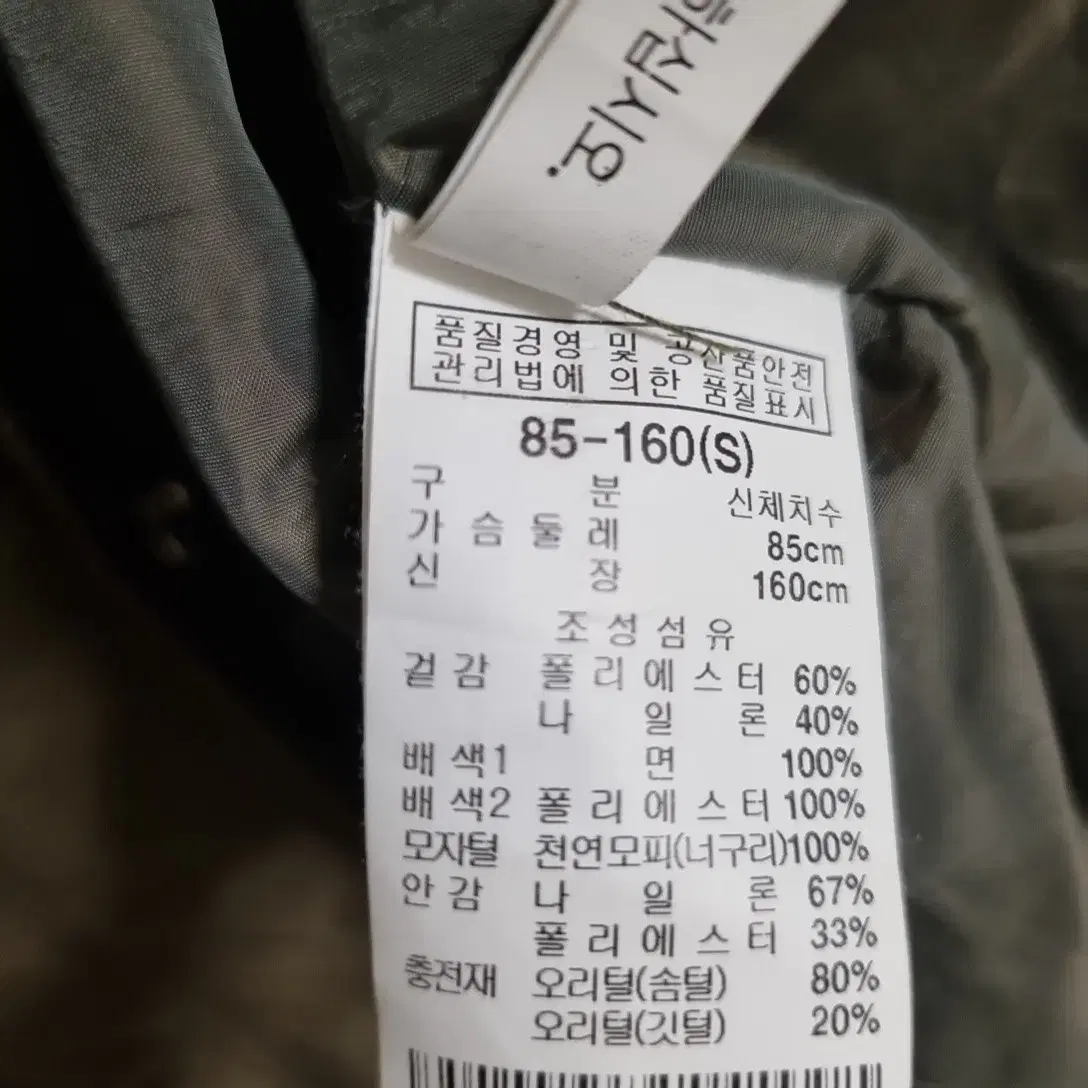 하십시오.
품질경영 및 공산품안전
관리법에 의한 품질표시
85-160(S)
구 분 신체치수
가 슴 둘 레 85cm
신 장 160cm
조성섬유
겉감 폴리에스터 60%
나 일 론 40%
배색1 면 100%
배색2 폴리에스터 100%
모자털 천연모피(너구리)100%
안감 나 일 론 67%
폴리에스터 33%
충전재 오리털(솜털) 80%
오리털(깃털) 20%